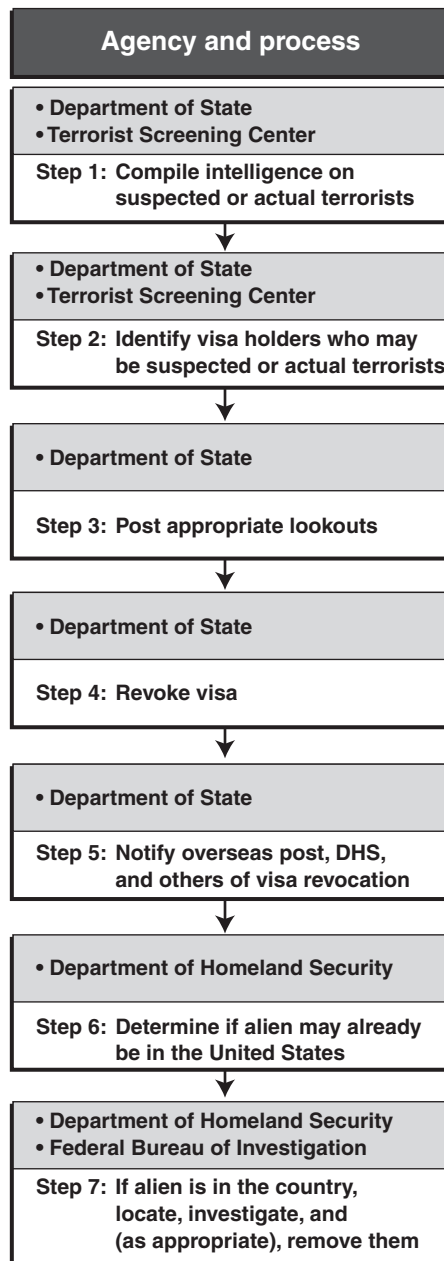 Agency and process
• Department of State
• Terrorist Screening Center
Step 1: Compile intelligence on
suspected or actual terrorists
• Department of State
• Terrorist Screening Center
Step 2: Identify visa holders who may
be suspected or actual terrorists
• Department of State
Step 3: Post appropriate lookouts
• Department of State
Step 4: Revoke visa
• Department of State
Step 5: Notify overseas post, DHS,
and others of visa revocation
• Department of Homeland Security
Step 6: Determine if alien may already
be in the United States
• Department of Homeland Security
• Federal Bureau of Investigation
Step 7: If alien is in the country,
locate, investigate, and
(as appropriate), remove them